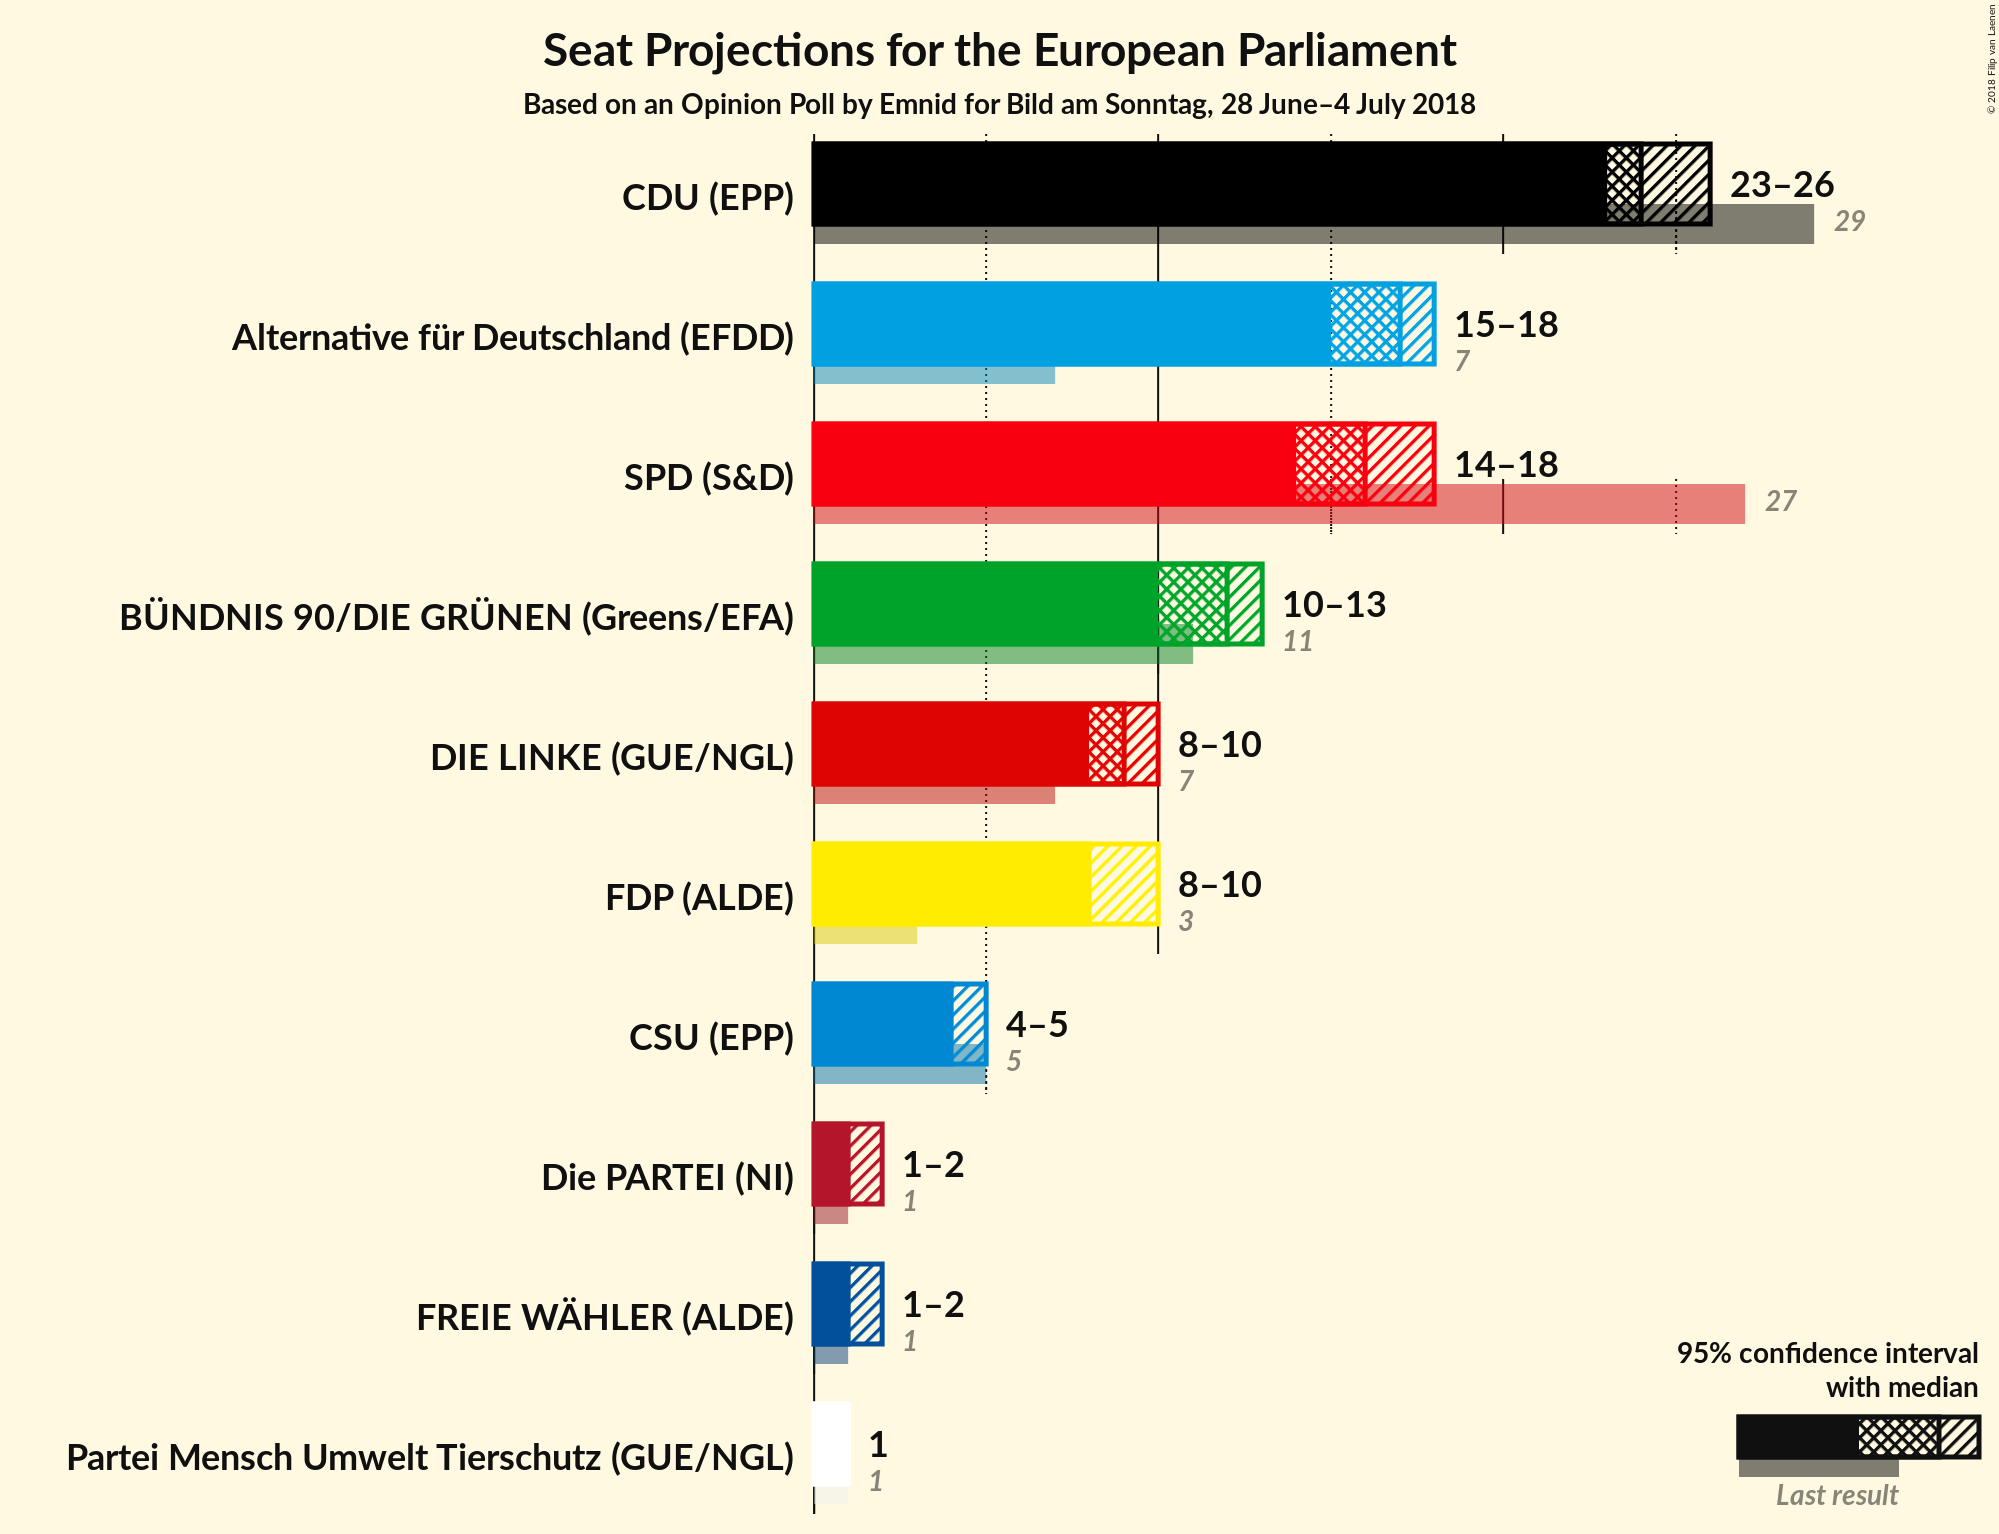 Seat Projections for the European Parliament
Based on an Opinion Poll by Emnid for Bild am Sonntag, 28 June–4 July 2018
© 2018 Filip van Laenen
CDU (EPP)
23–26
29
Alternative für Deutschland (EFDD)
15–18
7
SPD (S&D)
14–18
27
BÜNDNIS 90/DIE GRÜNEN (Greens/EFA)
10–13
11
DIE LINKE (GUE/NGL)
8–10
7
FDP (ALDE)
8–10
3
CSU (EPP)
4–5
5
Die PARTEI (NI)
1–2
1
FREIE WÄHLER (ALDE)
1–2
1
Partei Mensch Umwelt Tierschutz (GUE/NGL)
1
1
95% confidence interval
with median
Last result